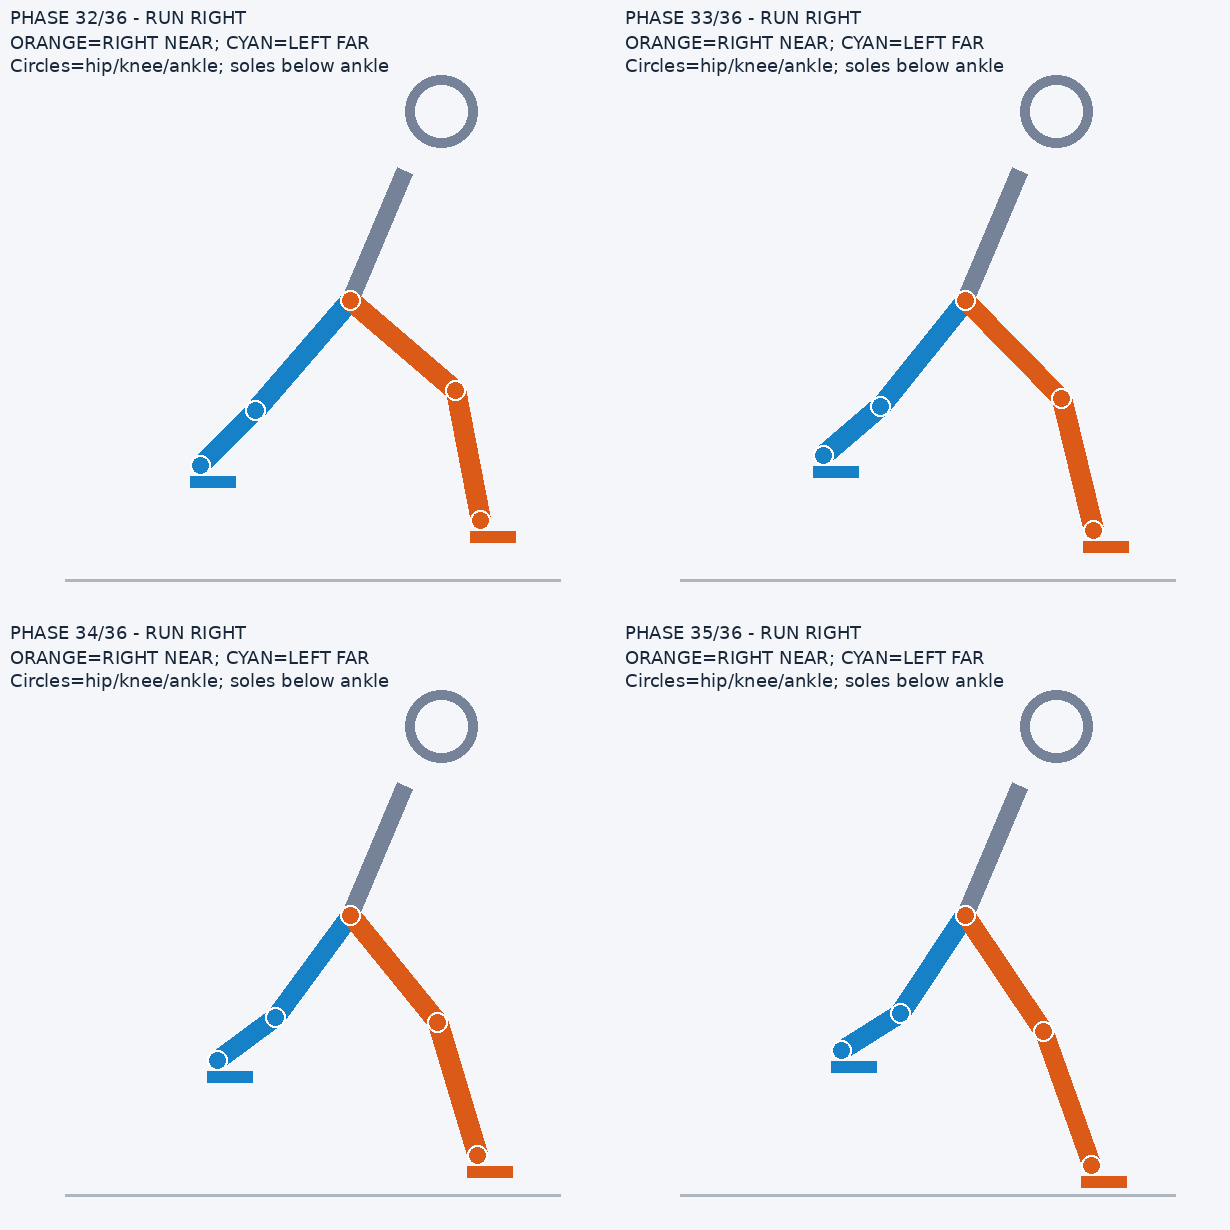 PHASE 32/36 - RUN RIGHT
ORANGE=RIGHT NEAR; CYAN=LEFT FAR
Circles=hip/knee/ankle; soles below ankle
PHASE 33/36 - RUN RIGHT
ORANGE=RIGHT NEAR; CYAN=LEFT FAR
Circles=hip/knee/ankle; soles below ankle
PHASE 34/36 - RUN RIGHT
ORANGE=RIGHT NEAR; CYAN=LEFT FAR
Circles=hip/knee/ankle; soles below ankle
PHASE 35/36 - RUN RIGHT
ORANGE=RIGHT NEAR; CYAN=LEFT FAR
Circles=hip/knee/ankle; soles below ankle